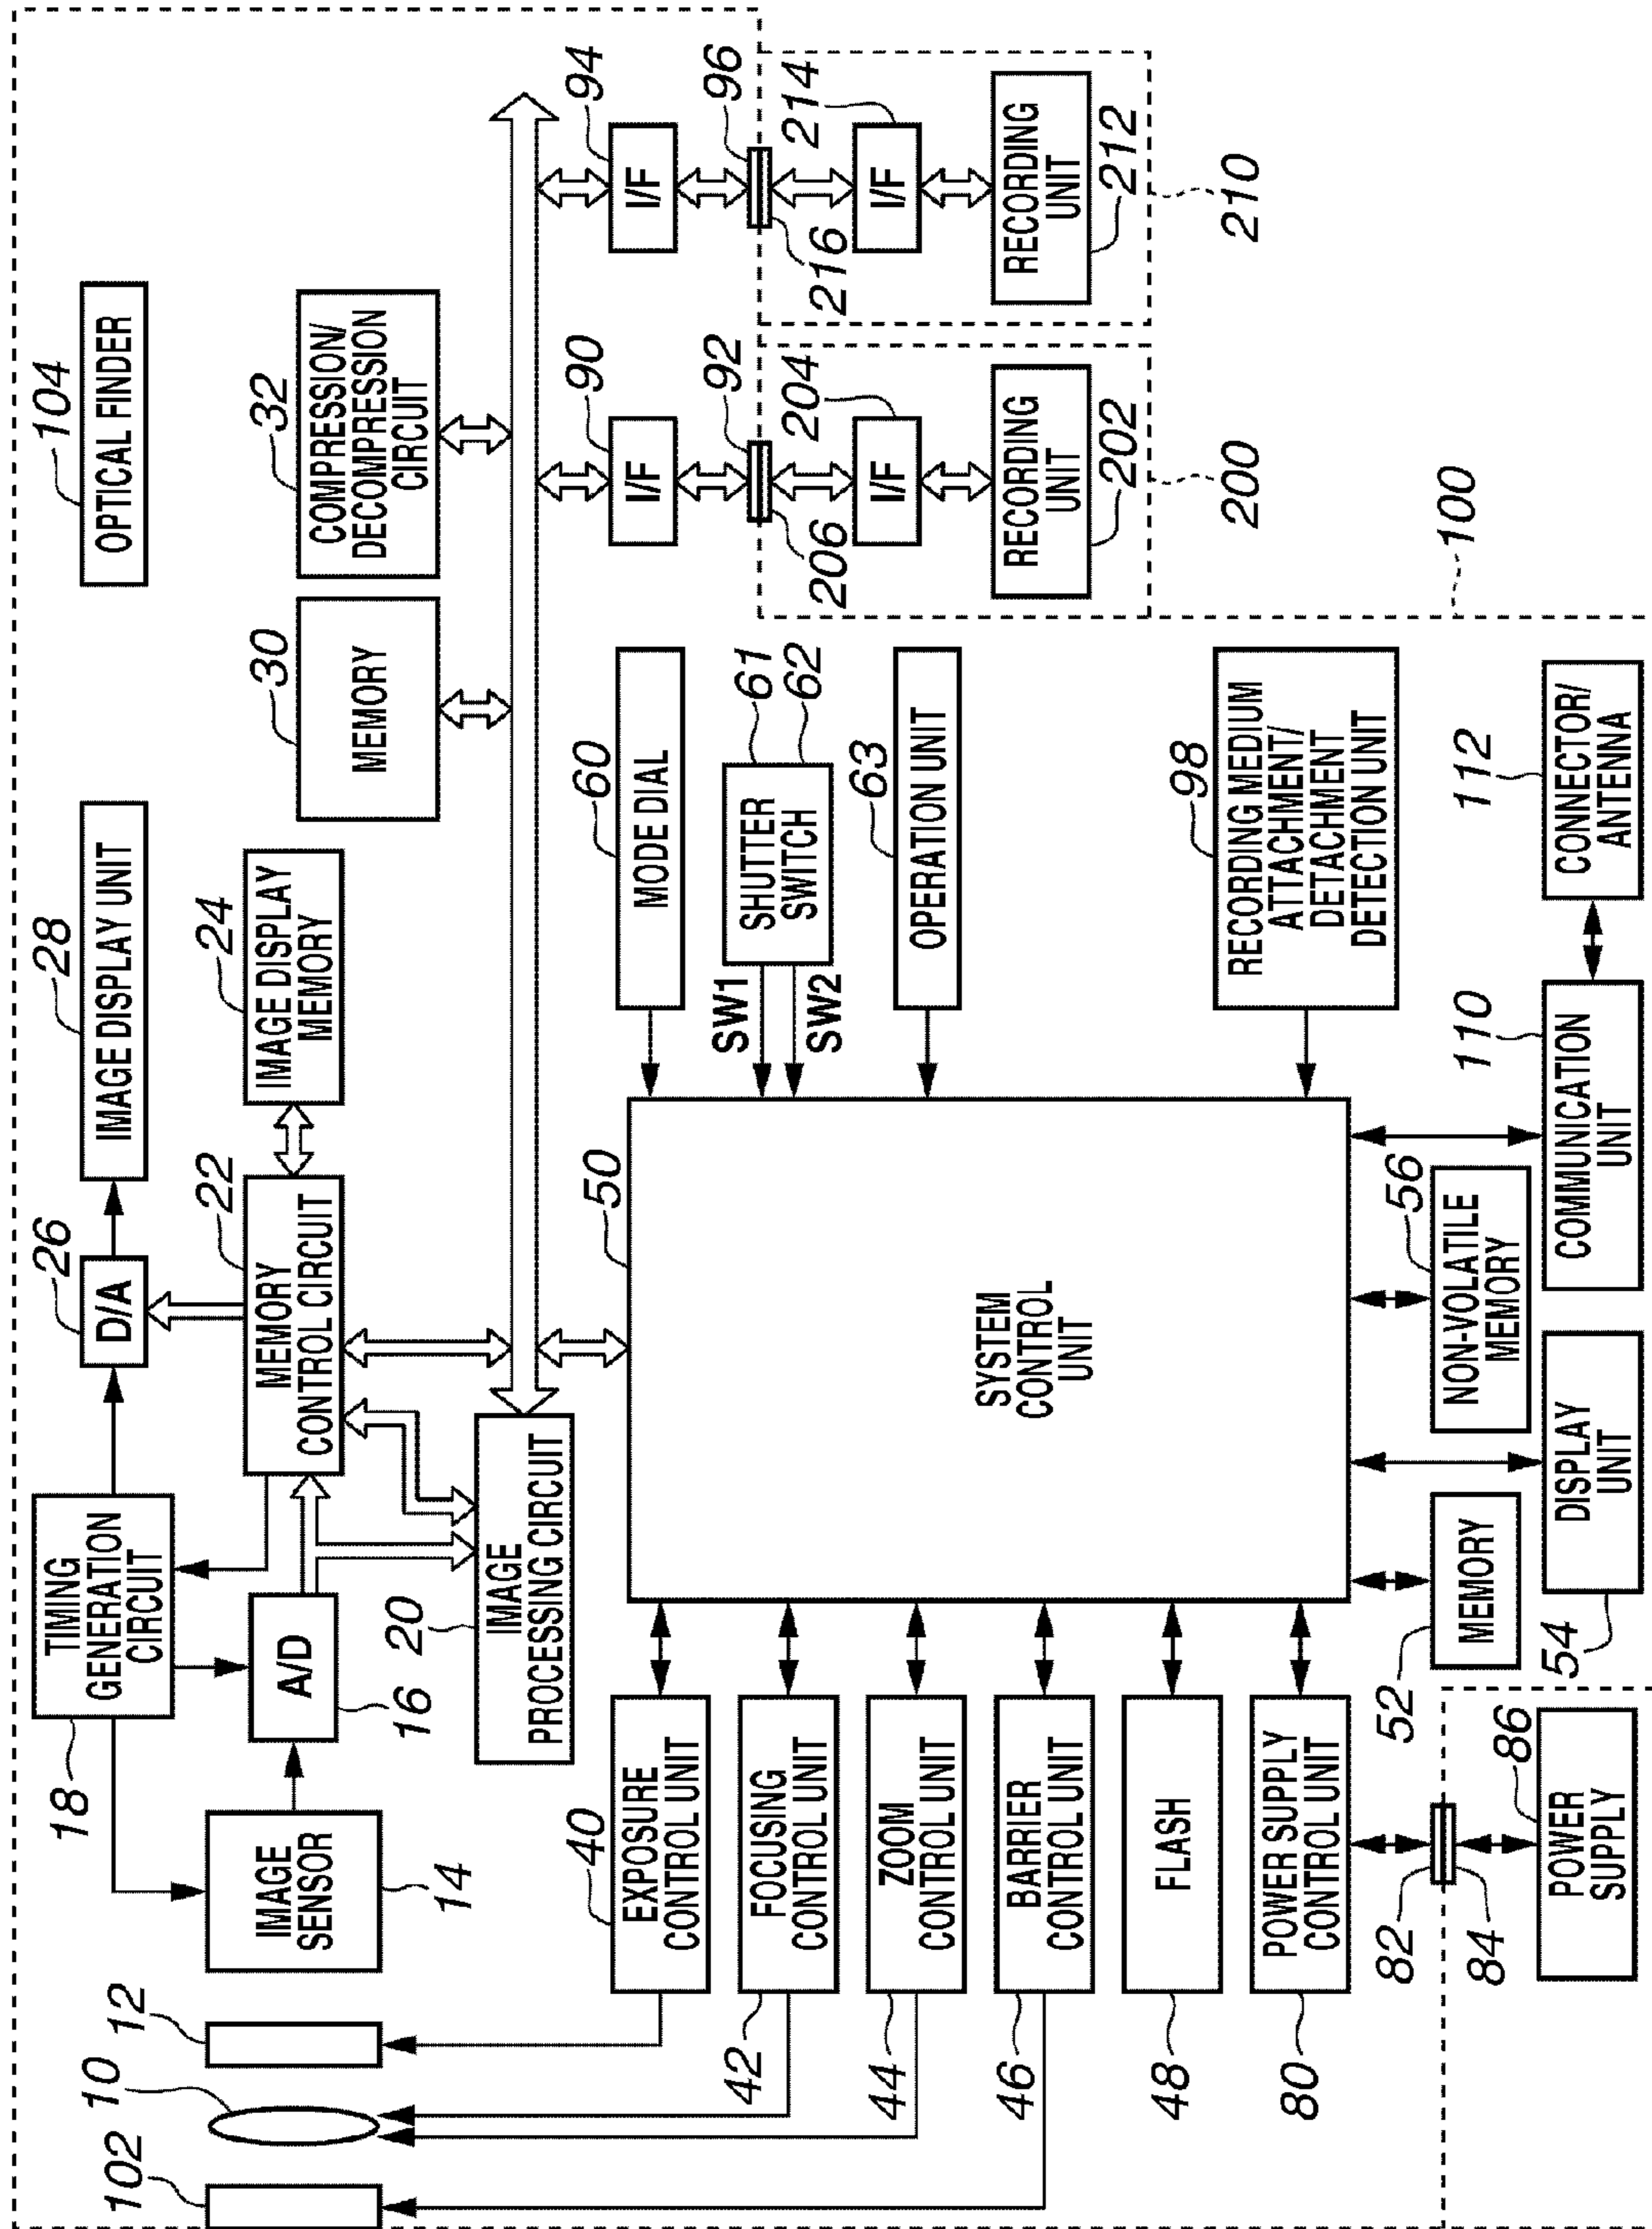 104
OPTICAL FINDER
28
IMAGE DISPLAY UNIT
26
D/A
TIMING
GENERATION
CIRCUIT
18
32
COMPRESSION/
DECOMPRESSION
CIRCUIT
30
MEMORY
24
IMAGE DISPLAY
MEMORY
22
MEMORY
CONTROL CIRCUIT
A/D
16
IMAGE
SENSOR
14
12
10
102
20
IMAGE
PROCESSING CIRCUIT
94
I/F
96
90
I/F
92
214
I/F
216
RECORDING
UNIT
212
210
204
I/F
206
RECORDING
UNIT
202
200
100
60
MODE DIAL
61
62
SHUTTER
SWITCH
SW1
SW2
63
OPERATION UNIT
98
RECORDING MEDIUM
ATTACHMENT/
DETACHMENT
DETECTION UNIT
50
SYSTEM
CONTROL
UNIT
40
EXPOSURE
CONTROL UNIT
42
FOCUSING
CONTROL UNIT
44
ZOOM
CONTROL UNIT
46
BARRIER
CONTROL UNIT
48
FLASH
80
POWER SUPPLY
CONTROL UNIT
82
84
86
POWER
SUPPLY
52
MEMORY
54
DISPLAY
UNIT
56
NON-VOLATILE
MEMORY
110
COMMUNICATION
UNIT
112
CONNECTOR/
ANTENNA